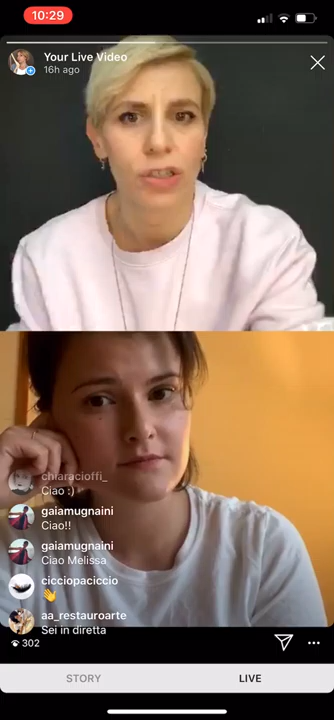 10:29
Your Live Video
16h ago
chiaracioffi_
Ciao :)
gaiamugnaini
Ciao!!
gaiamugnaini
Ciao Melissa
cicciopaciccio
👋
aa_restauroarte
Sei in diretta
302
STORY LIVE